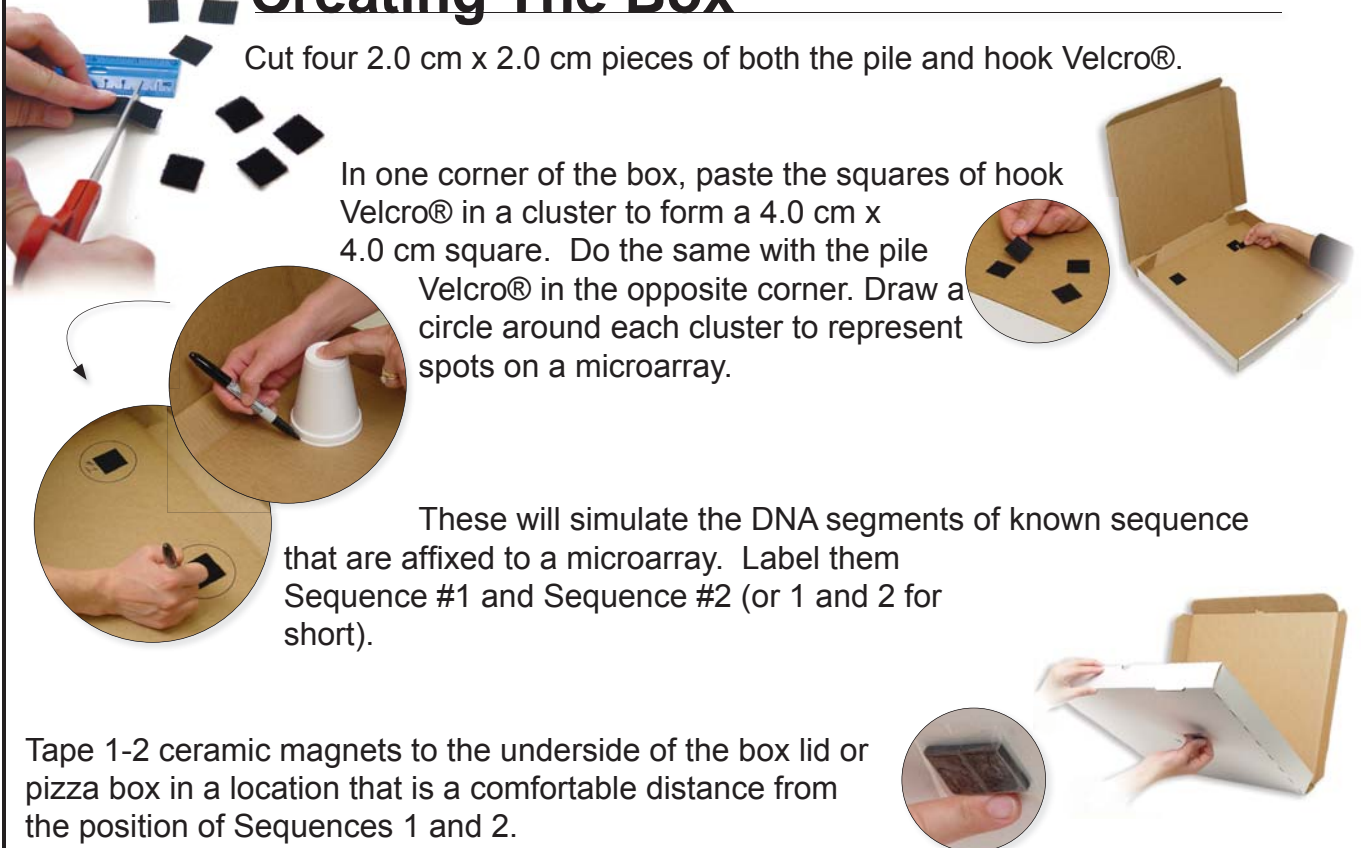 Creating The Box
Cut four 2.0 cm x 2.0 cm pieces of both the pile and hook Velcro®.
In one corner of the box, paste the squares of hook
Velcro® in a cluster to form a 4.0 cm x
4.0 cm square.  Do the same with the pile
Velcro® in the opposite corner. Draw a
circle around each cluster to represent
spots on a microarray.
These will simulate the DNA segments of known sequence
that are affixed to a microarray.  Label them
Sequence #1 and Sequence #2 (or 1 and 2 for
short).
Tape 1-2 ceramic magnets to the underside of the box lid or
pizza box in a location that is a comfortable distance from
the position of Sequences 1 and 2.